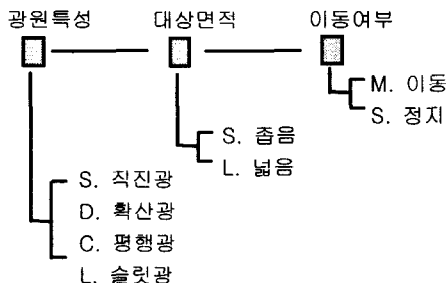 광원특성 대상면적 이동여부
M. 이동
S. 정지
S. 좁음
L. 넓음
S. 직진광
D. 확산광
C. 평행광
L. 슬릿광